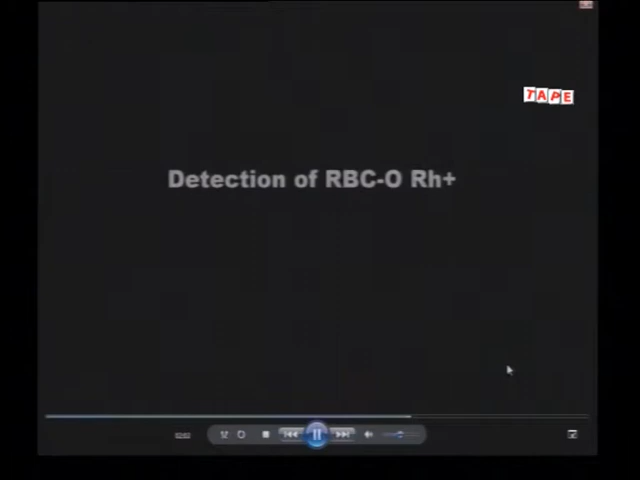 TAPE
Detection of RBC-O Rh+